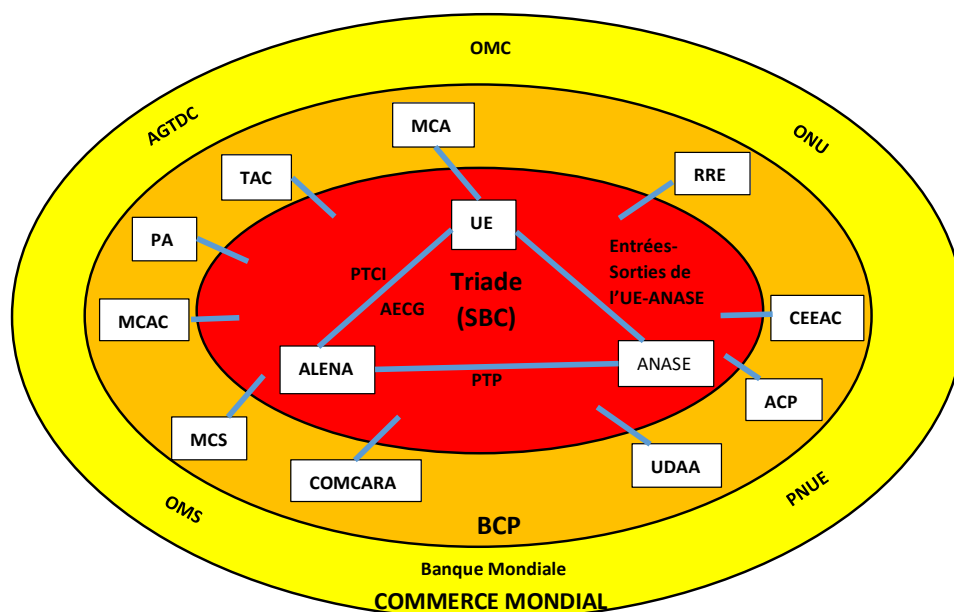 OMC
AGTDC
ONU
MCA
TAC
RRE
PA
UE
Entrées-
Sorties de
l'UE-ANASE
PTCI
Triade
(SBC)
AECG
MCAC
CEEAC
ALENA
ANASE
PTP
ACP
MCS
UDAA
COMCARA
OMS
PNUE
BCP
Banque Mondiale
COMMERCE MONDIAL